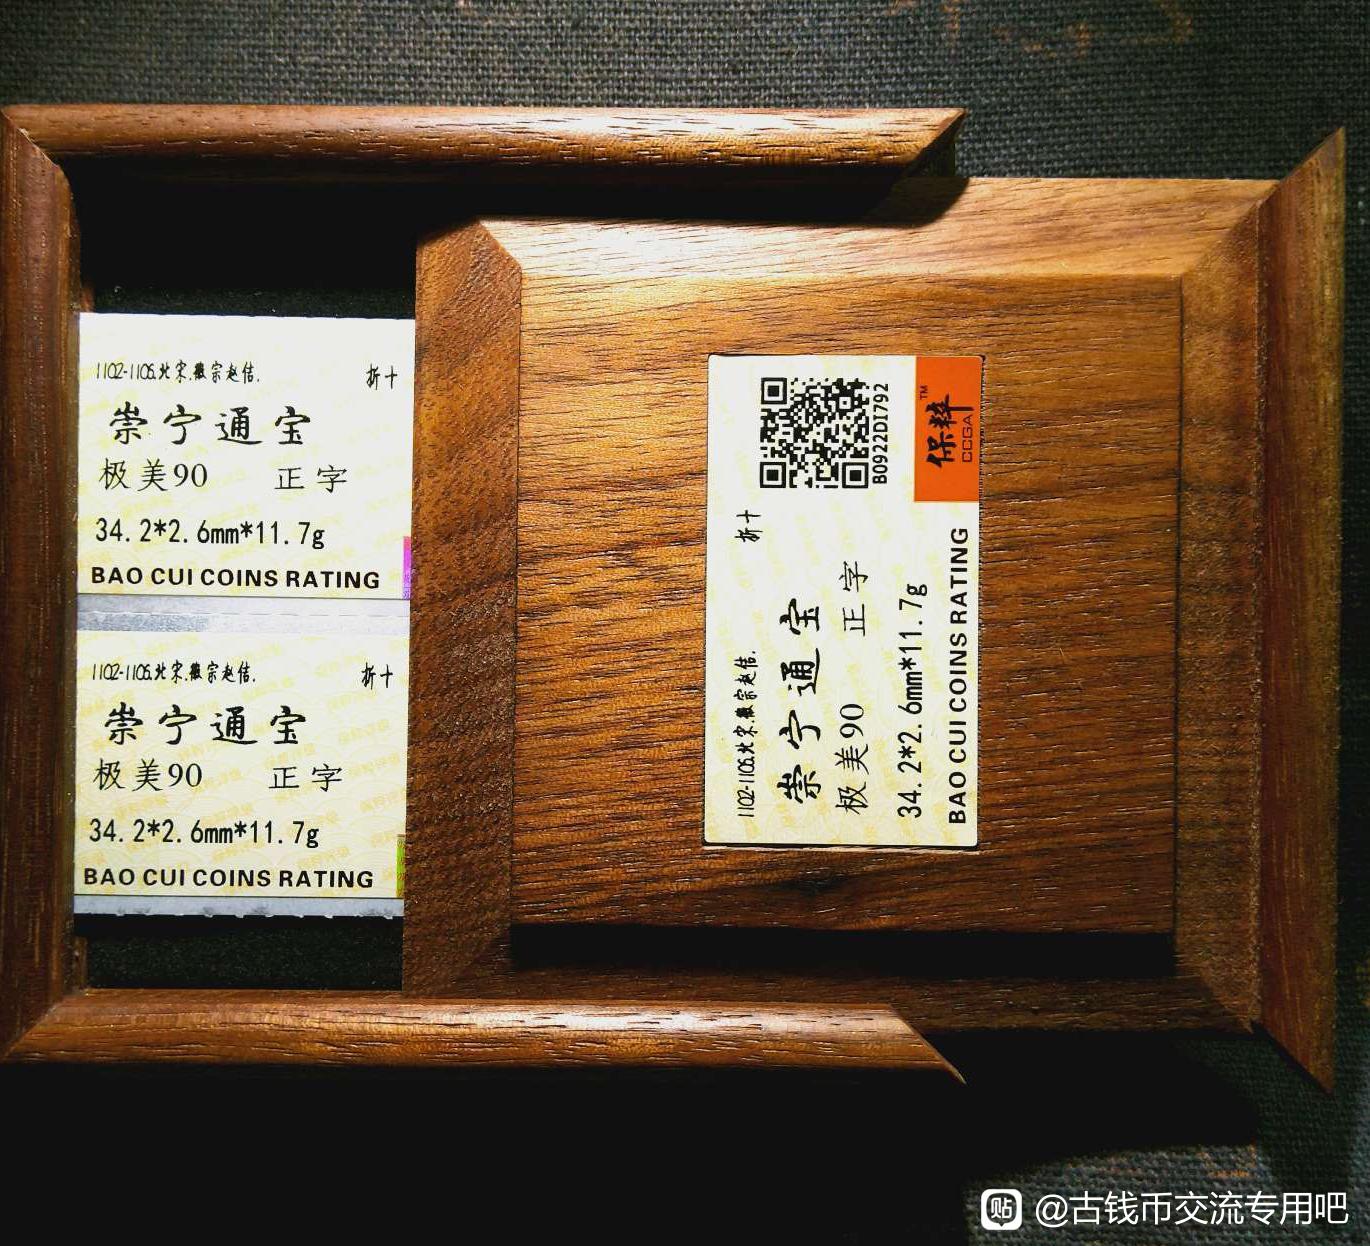 1102-1106.北宋.徽宗赵佶.
折十
崇宁通宝
极美90 正字
34.2*2.6mm*11.7g
BAO CUI COINS RATING
1102-1106.北宋.徽宗赵佶.
折十
崇宁通宝
极美90 正字
34.2*2.6mm*11.7g
BAO CUI COINS RATING
1102-1106.北宋.徽宗赵佶.
折十
崇宁通宝
极美90 正字
34.2*2.6mm*11.7g
BAO CUI COINS RATING
B0922DI792
保粹™
CCGA
贴 @古钱币交流专用吧